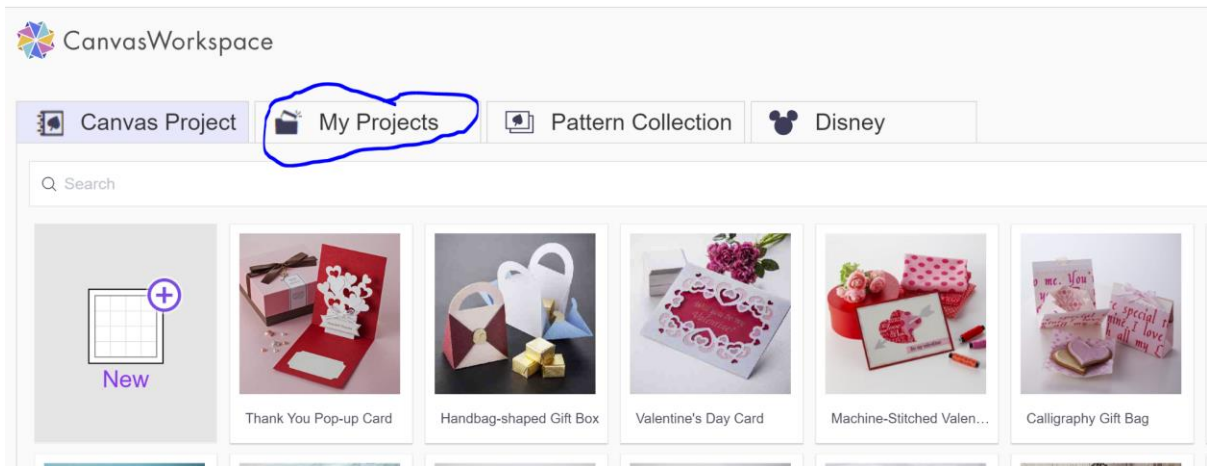 CanvasWorkspace
Canvas Project My Projects Pattern Collection Disney
Search
New
Thank You Pop-up Card Handbag-shaped Gift Box Valentine's Day Card Machine-Stitched Valen... Calligraphy Gift Bag